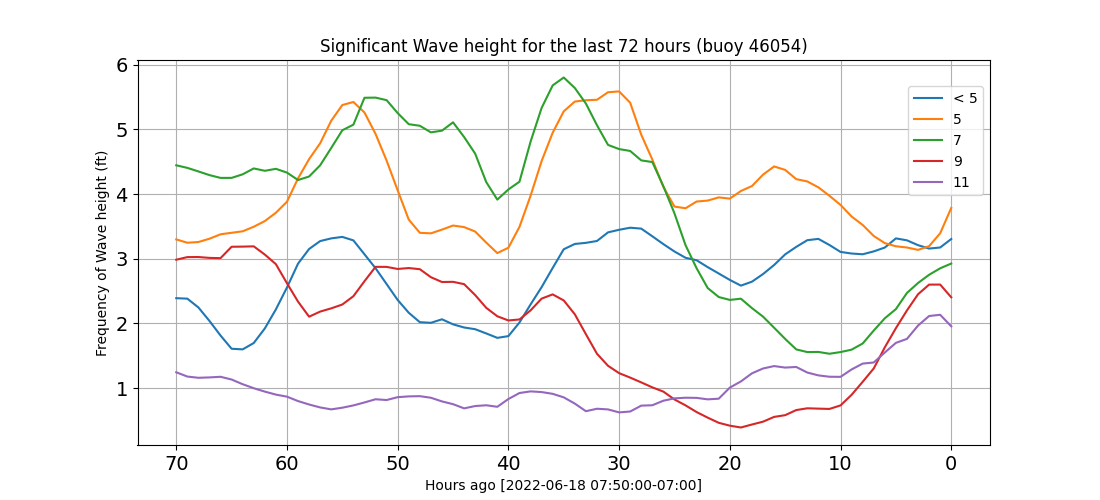 Significant Wave height for the last 72 hours (buoy 46054)
Frequency of Wave height (ft)
6
5
4
3
2
1
< 5
5
7
9
11
70 60 50 40 30 20 10 0
Hours ago [2022-06-18 07:50:00-07:00]